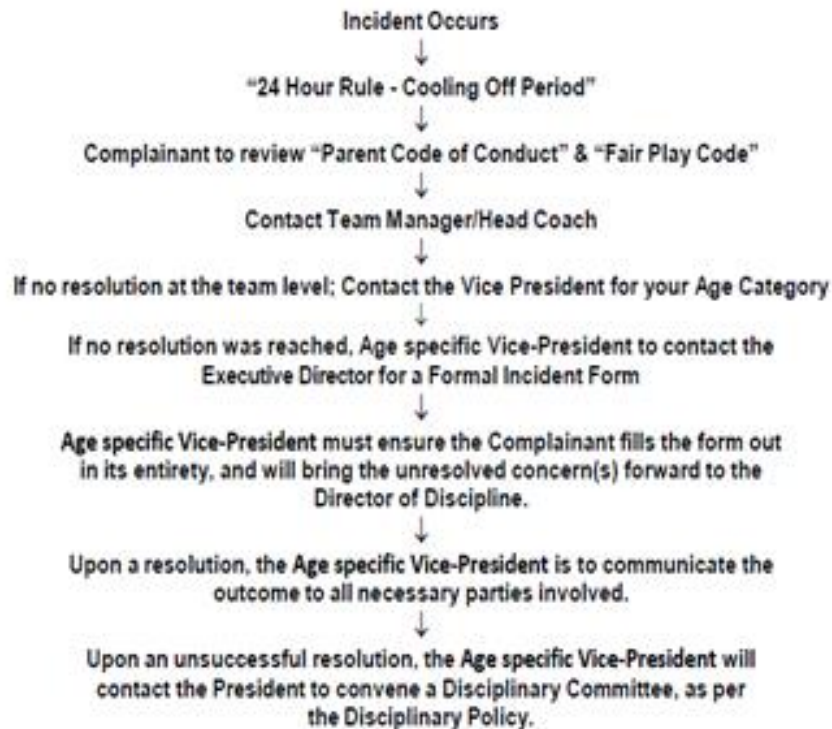 Incident Occurs
↓
“24 Hour Rule - Cooling Off Period”
↓
Complainant to review “Parent Code of Conduct” & “Fair Play Code”
↓
Contact Team Manager/Head Coach
↓
If no resolution at the team level; Contact the Vice President for your Age Category
↓
If no resolution was reached, Age specific Vice-President to contact the
Executive Director for a Formal Incident Form
↓
Age specific Vice-President must ensure the Complainant fills the form out
in its entirety, and will bring the unresolved concern(s) forward to the
Director of Discipline.
↓
Upon a resolution, the Age specific Vice-President is to communicate the
outcome to all necessary parties involved.
↓
Upon an unsuccessful resolution, the Age specific Vice-President will
contact the President to convene a Disciplinary Committee, as per
the Disciplinary Policy.